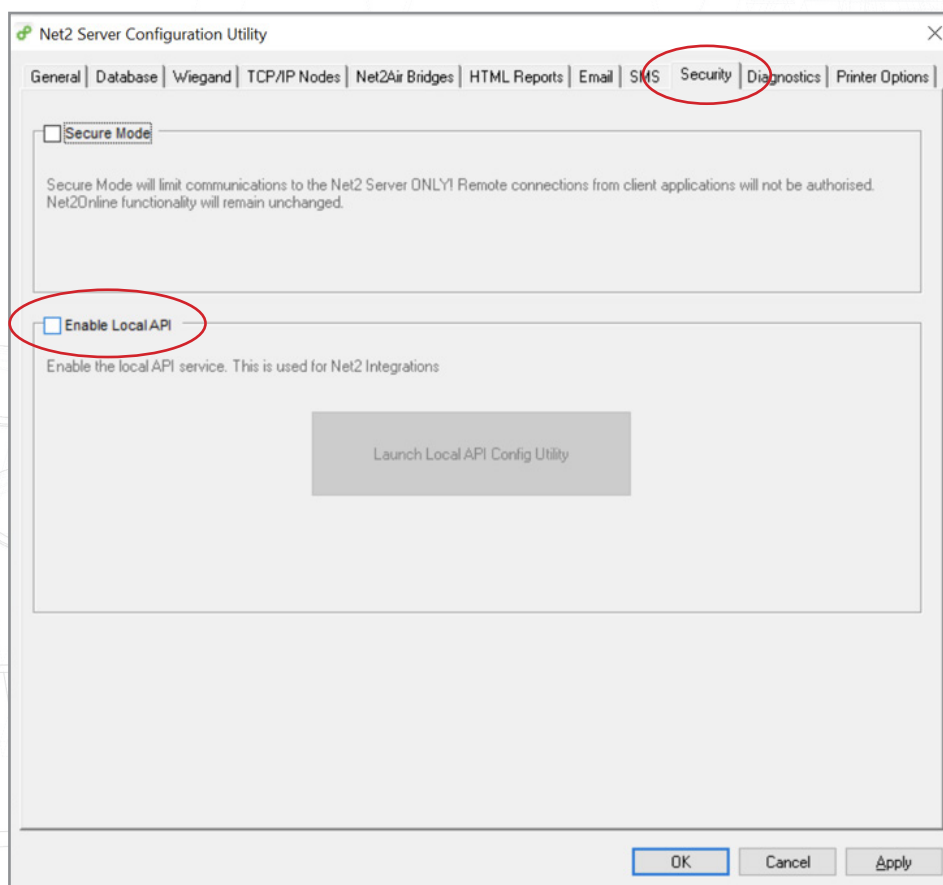 Net2 Server Configuration Utility
General Database Wiegand TCP/IP Nodes Net2Air Bridges HTML Reports Email SMS Security Diagnostics Printer Options
Secure Mode
Secure Mode will limit communications to the Net2 Server ONLY! Remote connections from client applications will not be authorised.
Net2Online functionality will remain unchanged.
Enable Local API
Enable the local API service. This is used for Net2 Integrations
Launch Local API Config Utility
OK Cancel Apply